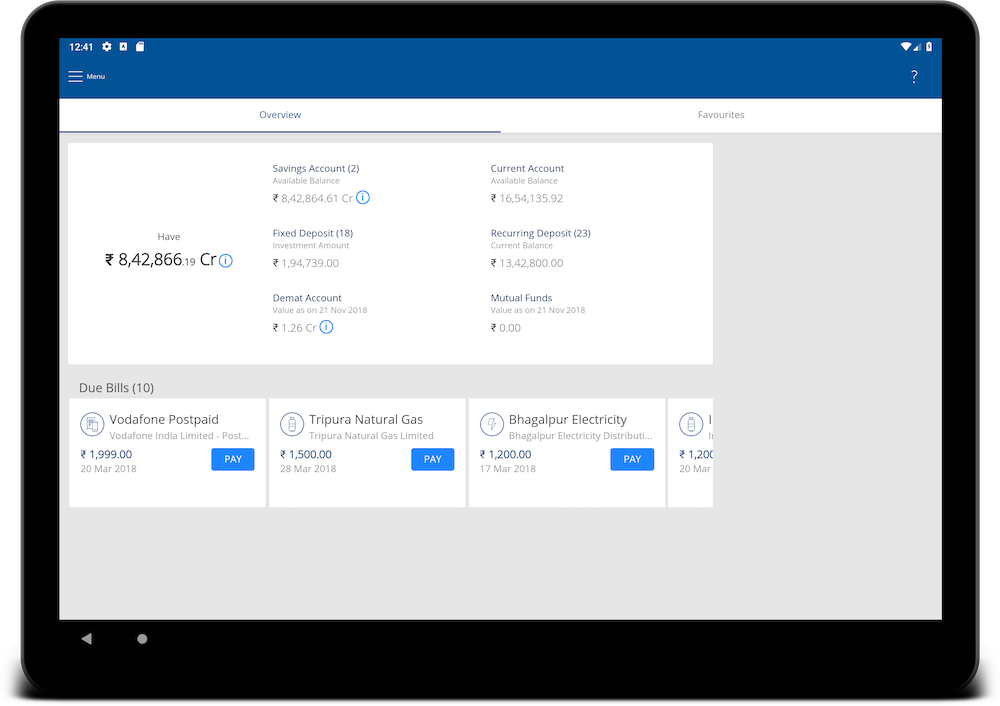 12:41
Menu
?
Overview
Favourites
Have
₹ 8,42,866.19 Cr
Savings Account (2)
Available Balance
₹ 8,42,864.61 Cr
Current Account
Available Balance
₹ 16,54,135.92
Fixed Deposit (18)
Investment Amount
₹ 1,94,739.00
Recurring Deposit (23)
Current Balance
₹ 13,42,800.00
Demat Account
Value as on 21 Nov 2018
₹ 1.26 Cr
Mutual Funds
Value as on 21 Nov 2018
₹ 0.00
Due Bills (10)
Vodafone Postpaid
Vodafone India Limited - Post...
₹ 1,999.00
20 Mar 2018
PAY
Tripura Natural Gas
Tripura Natural Gas Limited
₹ 1,500.00
28 Mar 2018
PAY
Bhagalpur Electricity
Bhagalpur Electricity Distributi...
₹ 1,200.00
17 Mar 2018
PAY
₹ 1,200
20 Mar